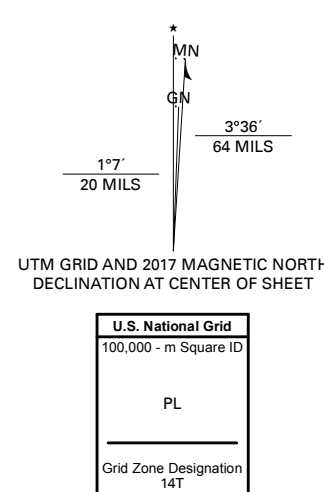 ★
MN
GN
3°36´
64 MILS
1°7´
20 MILS
UTM GRID AND 2017 MAGNETIC NORTH
DECLINATION AT CENTER OF SHEET
U.S. National Grid
100,000 - m Square ID
PL
Grid Zone Designation
14T